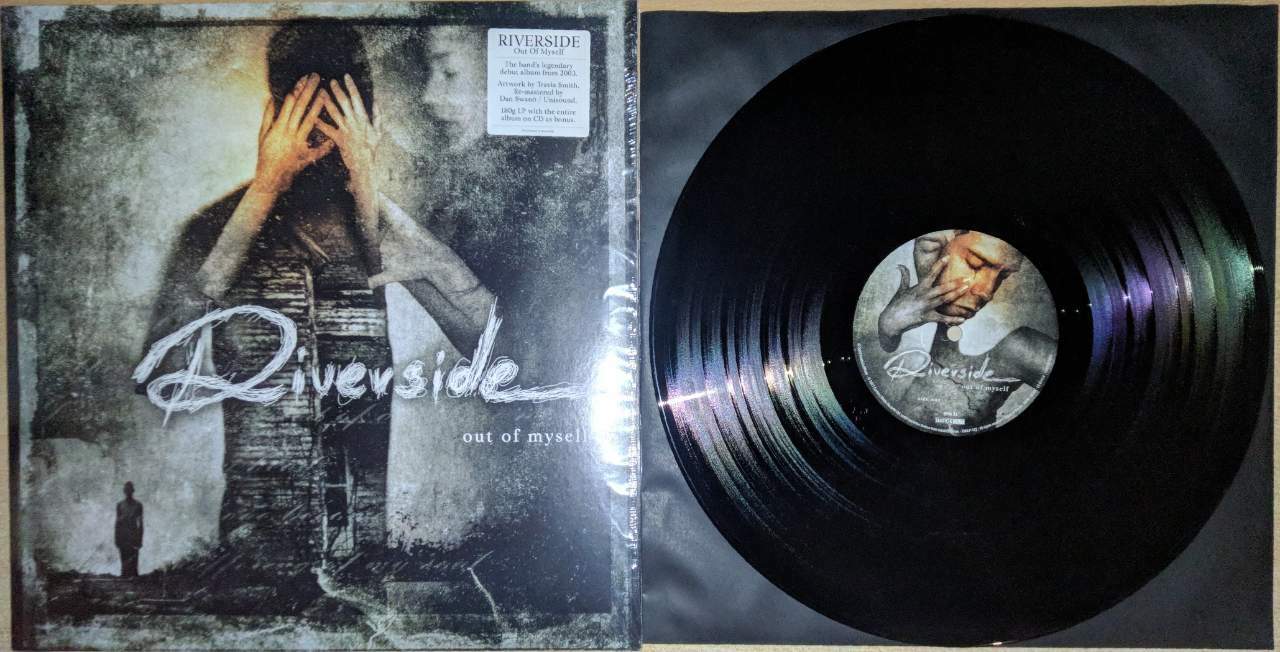 RIVERSIDE
Out Of Myself
The band's legendary
debut album from 2003.
Artwork by Travis Smith.
Re-mastered by
Dan Swanö / Unisound.
180g LP with the entire
album on CD as bonus.
Riverside
out of myself
Riverside
out of myself